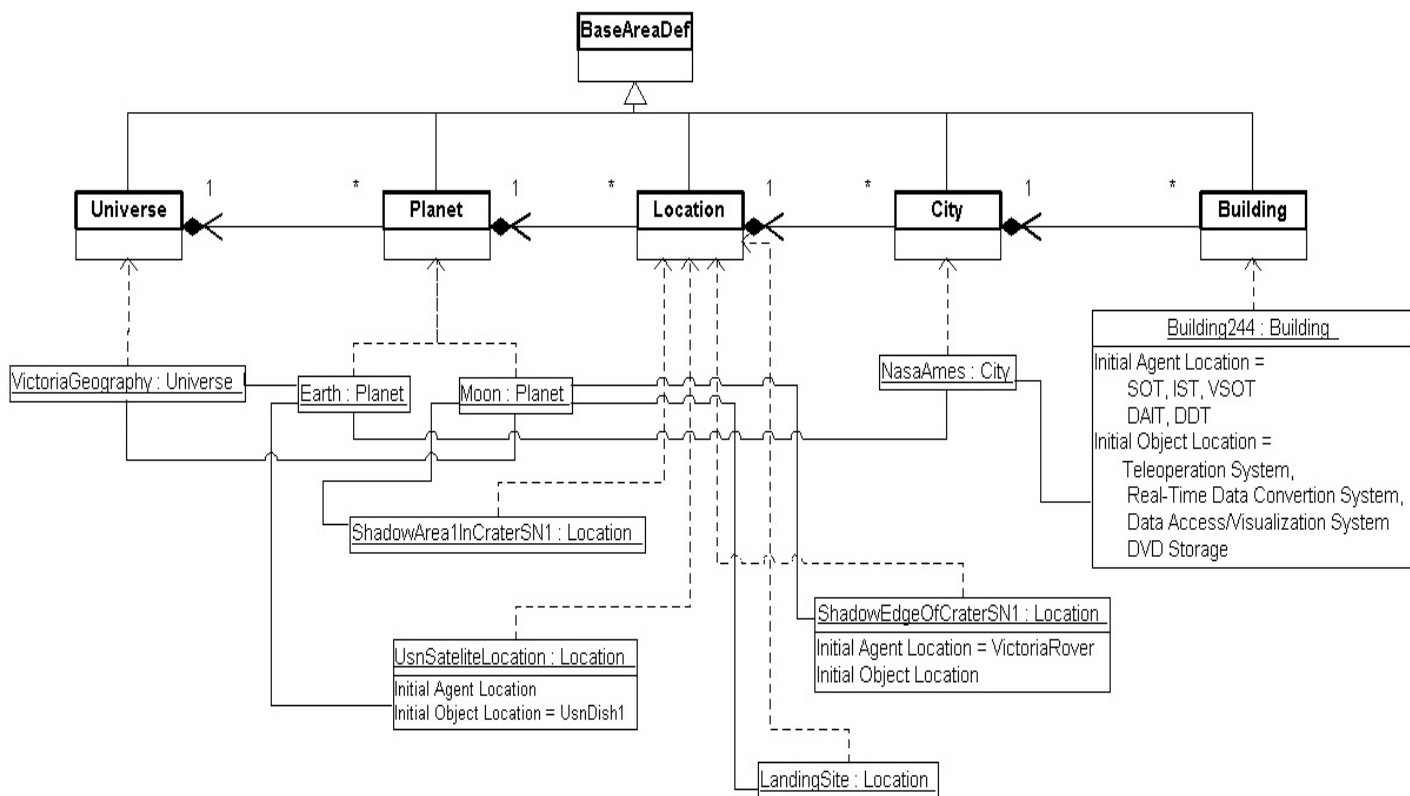 BaseAreaDef
1 * 1 * 1 * 1 *
Universe Planet Location City Building
Building244 : Building
Initial Agent Location =
SOT, IST, VSOT
DAIT, DDT
Initial Object Location =
Teleoperation System,
Real-Time Data Convertion System,
Data Access/Visualization System
DVD Storage
VictoriaGeography : Universe
Earth : Planet
Moon : Planet
NasaAmes : City
ShadowArea1InCraterSN1 : Location
ShadowEdgeOfCraterSN1 : Location
Initial Agent Location = VictoriaRover
Initial Object Location
UsnSateliteLocation : Location
Initial Agent Location
Initial Object Location = UsnDish1
LandingSite : Location